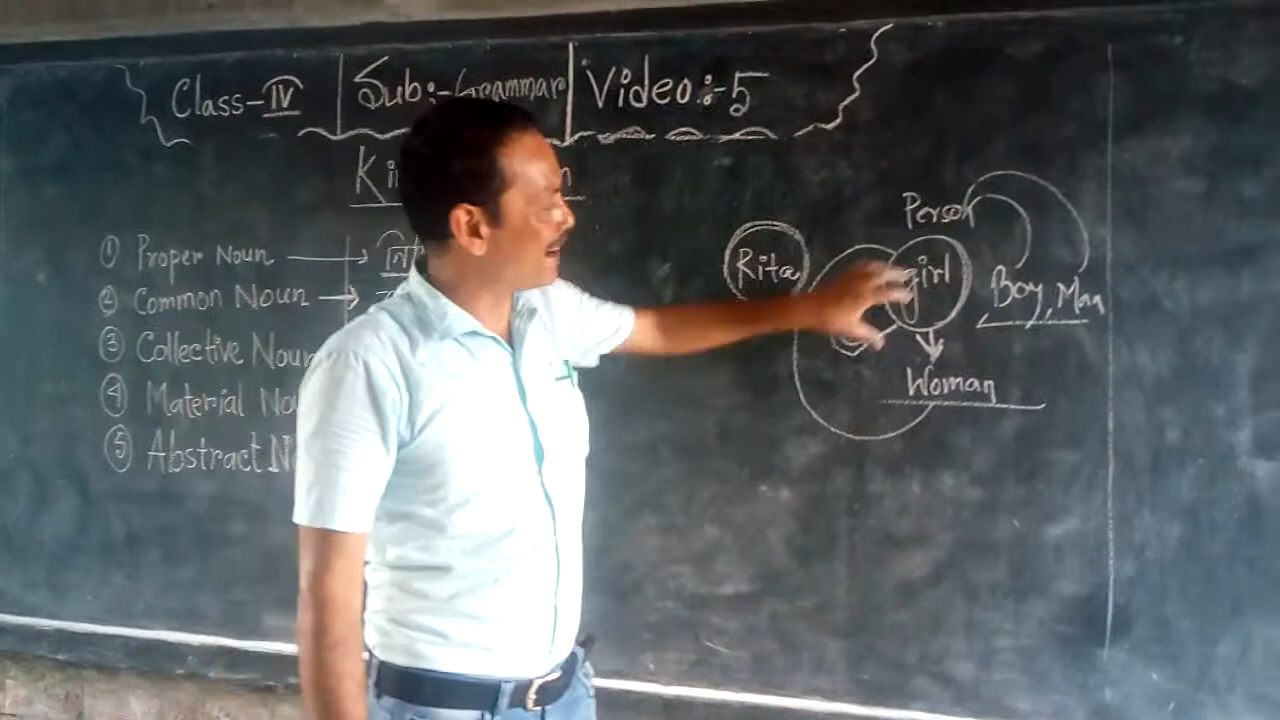 Class-IV | Sub:-Grammar | Video:-5
① Proper Noun →
② Common Noun →
③ Collective Noun
④ Material
⑤ Abstract
Person
Rita girl Boy, Man
Woman